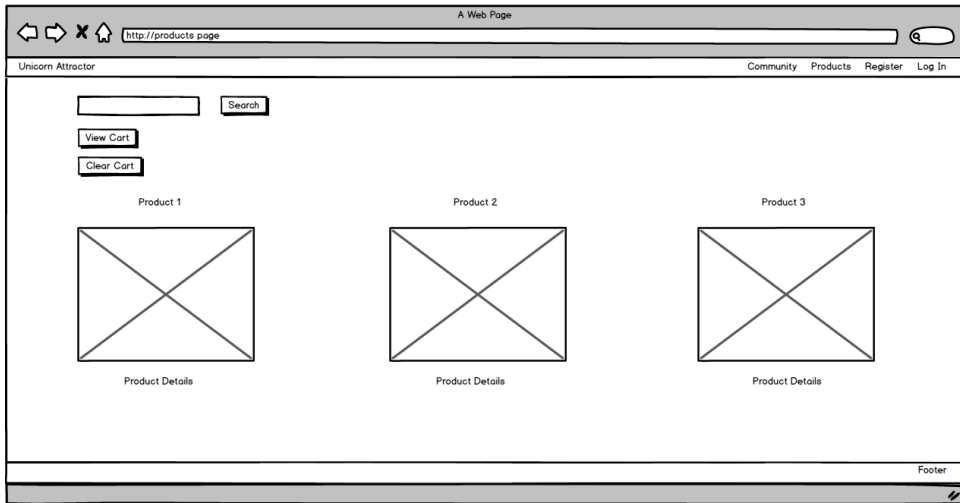 A Web Page
http://products page
Unicorn Attractor Community Products Register Log In
Search
View Cart
Clear Cart
Product 1 Product 2 Product 3
Product Details Product Details Product Details
Footer